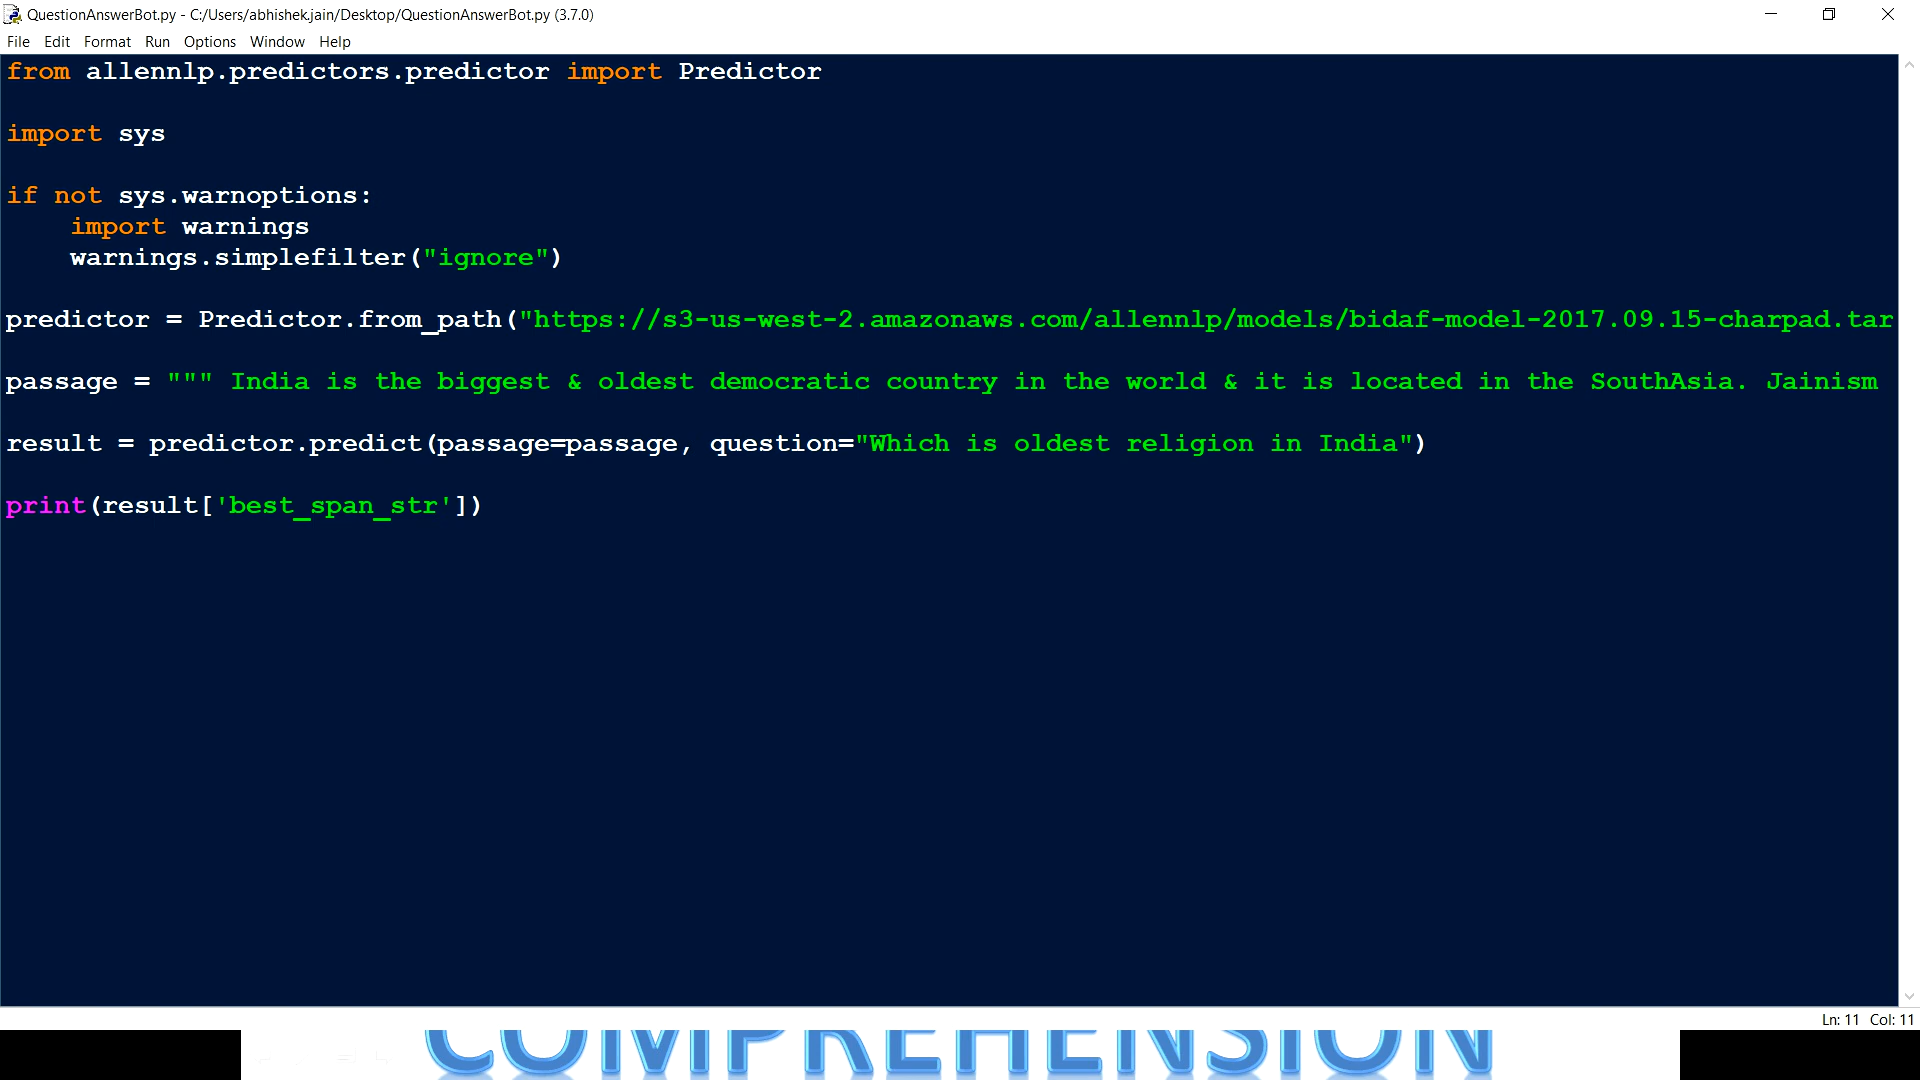 QuestionAnswerBot.py - C:/Users/abhishek.jain/Desktop/QuestionAnswerBot.py (3.7.0)
File Edit Format Run Options Window Help
from allennlp.predictors.predictor import Predictor
import sys
if not sys.warnoptions:
    import warnings
    warnings.simplefilter("ignore")
predictor = Predictor.from_path("https://s3-us-west-2.amazonaws.com/allennlp/models/bidaf-model-2017.09.15-charpad.tar
passage = """ India is the biggest & oldest democratic country in the world & it is located in the SouthAsia. Jainism
result = predictor.predict(passage=passage, question="Which is oldest religion in India")
print(result['best_span_str'])
Ln: 11 Col: 11
COMPREHENSION